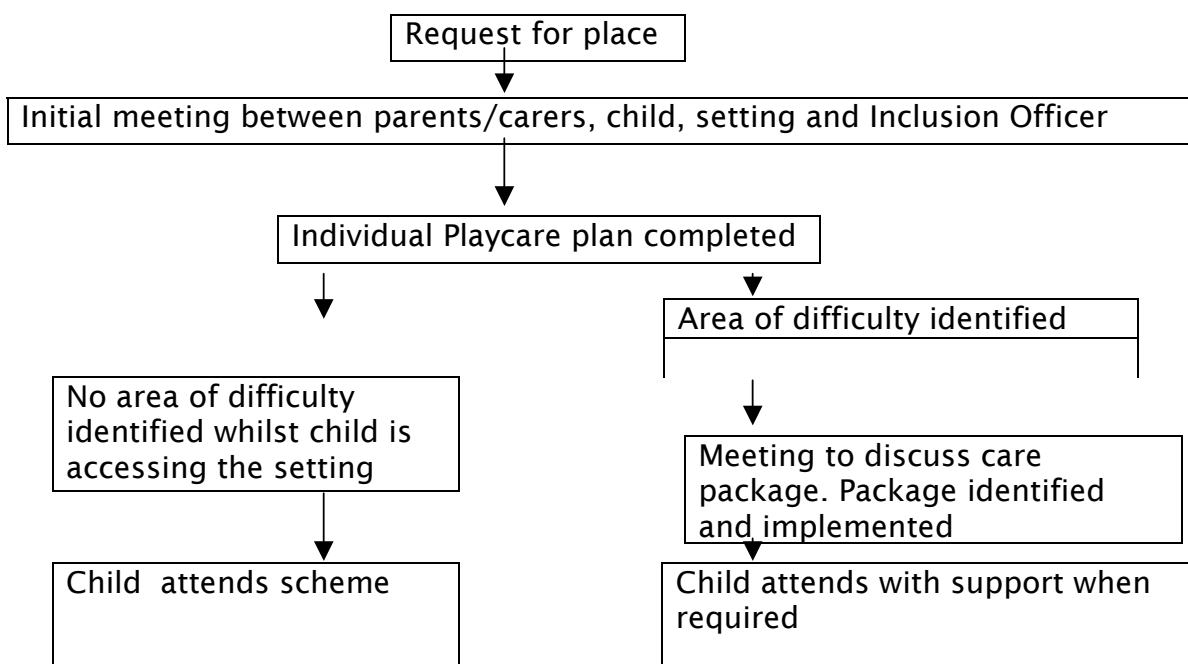 Request for place
Initial meeting between parents/carers, child, setting and Inclusion Officer
Individual Playcare plan completed
Area of difficulty identified
No area of difficulty
identified whilst child is
accessing the setting
Meeting to discuss care
package. Package identified
and implemented
Child  attends scheme
Child attends with support when
required